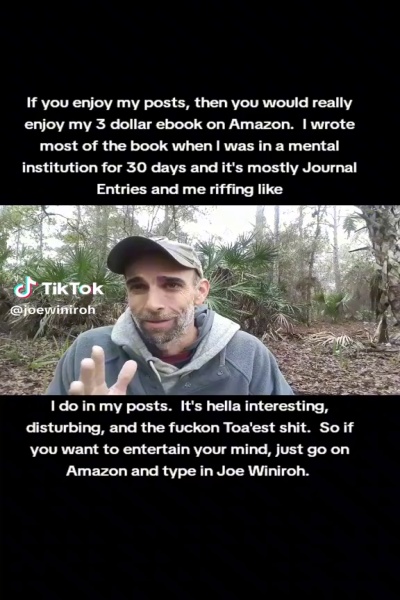 If you enjoy my posts, then you would really
enjoy my 3 dollar ebook on Amazon. I wrote
most of the book when I was in a mental
institution for 30 days and it's mostly Journal
Entries and me riffing like
TikTok
@joewiniroh
I do in my posts. It's hella interesting,
disturbing, and the fuckon Toa'est shit. So if
you want to entertain your mind, just go on
Amazon and type in Joe Winiroh.